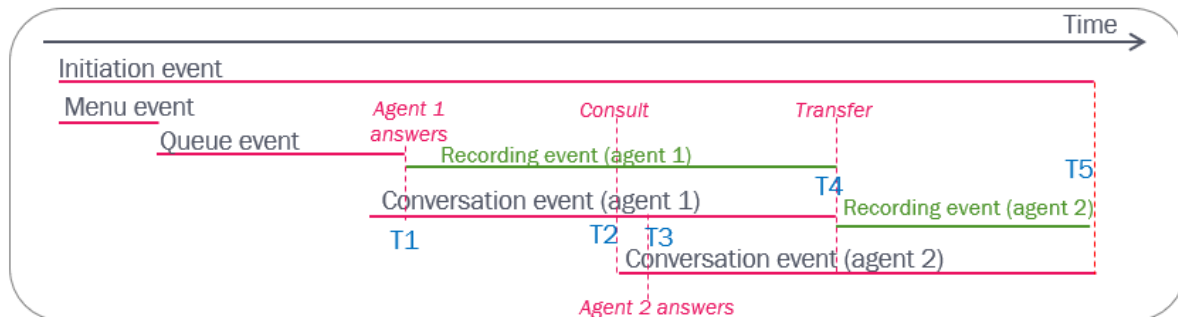 Time
Initiation event
Menu event
Agent 1
answers
Consult
Transfer
Queue event
Recording event (agent 1)
T5
T4
Conversation event (agent 1)
Recording event (agent 2)
T1
T2
T3
Conversation event (agent 2)
Agent 2 answers